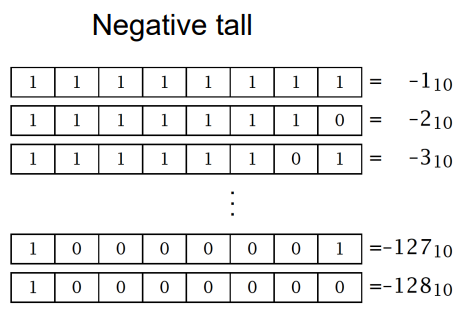 Negative tall
1 1 1 1 1 1 1 1 = -1₁₀
1 1 1 1 1 1 1 0 = -2₁₀
1 1 1 1 1 1 0 1 = -3₁₀
⋮
1 0 0 0 0 0 0 1 =-127₁₀
1 0 0 0 0 0 0 0 =-128₁₀